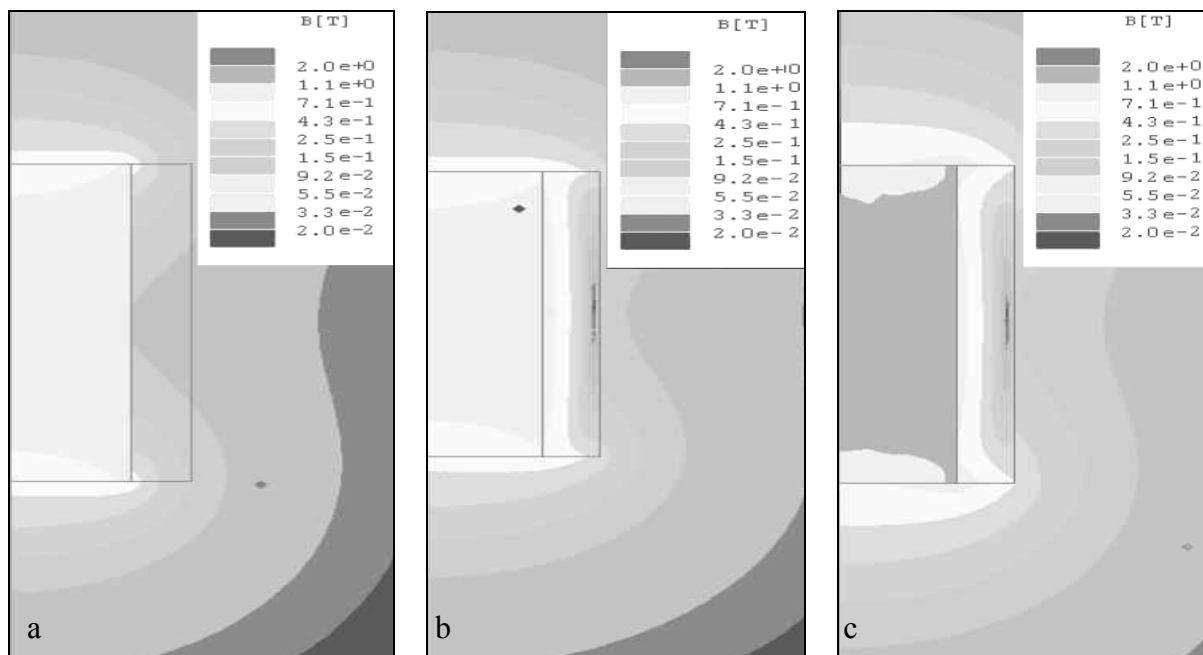 B[T]
2.0e+0
1.1e+0
7.1e-1
4.3e-1
2.5e-1
1.5e-1
9.2e-2
5.5e-2
3.3e-2
2.0e-2
a
B[T]
2.0e+0
1.1e+0
7.1e-1
4.3e-1
2.5e-1
1.5e-1
9.2e-2
5.5e-2
3.3e-2
2.0e-2
b
B[T]
2.0e+0
1.1e+0
7.1e-1
4.3e-1
2.5e-1
1.5e-1
9.2e-2
5.5e-2
3.3e-2
2.0e-2
c